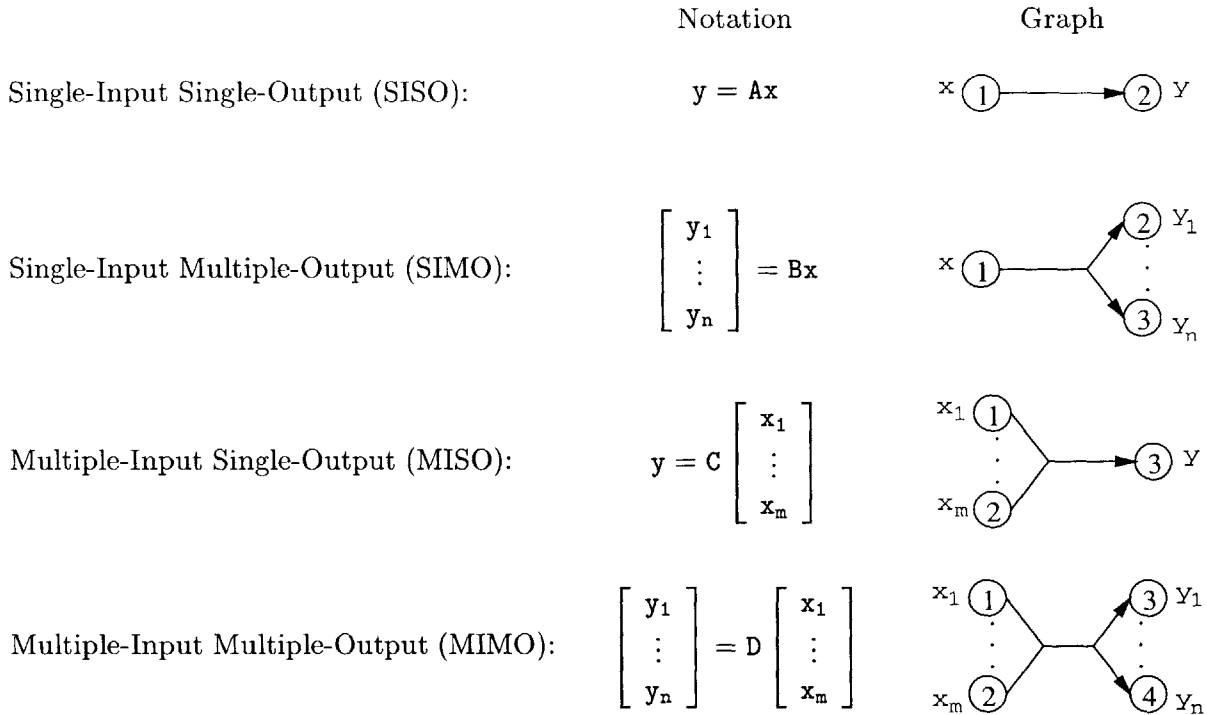 Notation Graph
Single-Input Single-Output (SISO): y = Ax x 1 2 y
Single-Input Multiple-Output (SIMO): [ y₁ ⋮ yₙ ] = Bx x 1 2 y₁ 3 yₙ
Multiple-Input Single-Output (MISO): y = C [ x₁ ⋮ xₘ ] x₁ 1 xₘ 2 3 y
Multiple-Input Multiple-Output (MIMO): [ y₁ ⋮ yₙ ] = D [ x₁ ⋮ xₘ ] x₁ 1 xₘ 2 3 y₁ 4 yₙ